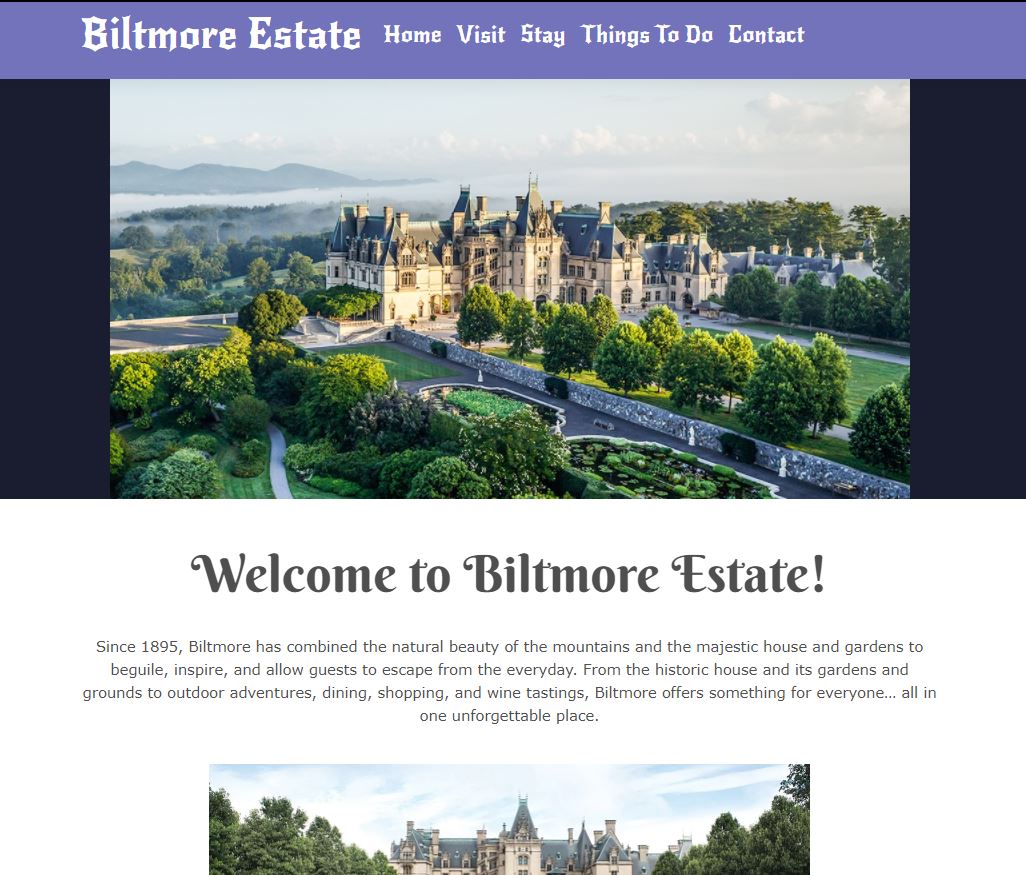 Biltmore Estate Home Visit Stay Things To Do Contact
Welcome to Biltmore Estate!
Since 1895, Biltmore has combined the natural beauty of the mountains and the majestic house and gardens to
beguile, inspire, and allow guests to escape from the everyday. From the historic house and its gardens and
grounds to outdoor adventures, dining, shopping, and wine tastings, Biltmore offers something for everyone... all in
one unforgettable place.